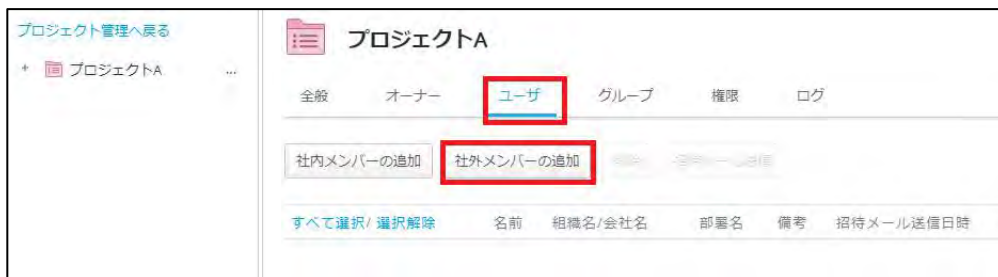 プロジェクト管理へ戻る
+ プロジェクトA ...
プロジェクトA
全般 オーナー ユーザ グループ 権限 ログ
社内メンバーの追加 社外メンバーの追加
すべて選択/ 選択解除 名前 組織名/会社名 部署名 備考 招待メール送信日時